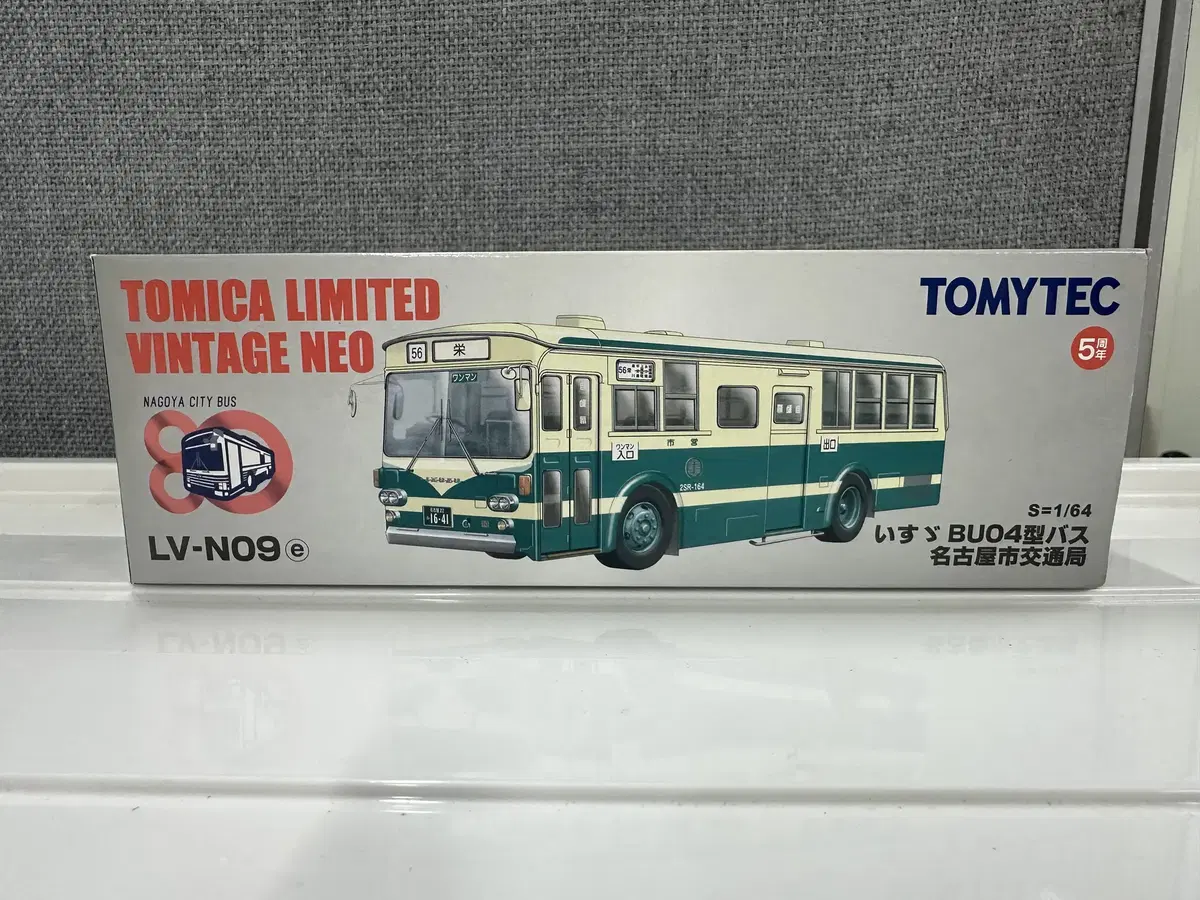 TOMICA LIMITED
VINTAGE NEO
TOMYTEC
5周年
NAGOYA CITY BUS
80
LV-N09 e
56 栄
ワンマン
16-41
56
ワンマン
入口
市営
2SR-164
出口
S=1/64
いすゞ BU04型バス
名古屋市交通局